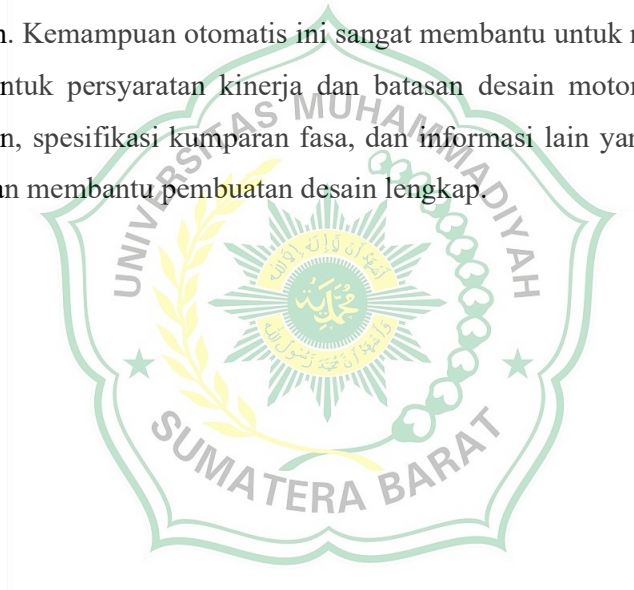 n. Kemampuan otomatis ini sangat membantu untuk
ntuk persyaratan kinerja dan batasan desain motor
n, spesifikasi kumparan fasa, dan informasi lain yan
an membantu pembuatan desain lengkap.
UNIVERSITAS MUHAMMADIYAH
SUMATERA BARAT